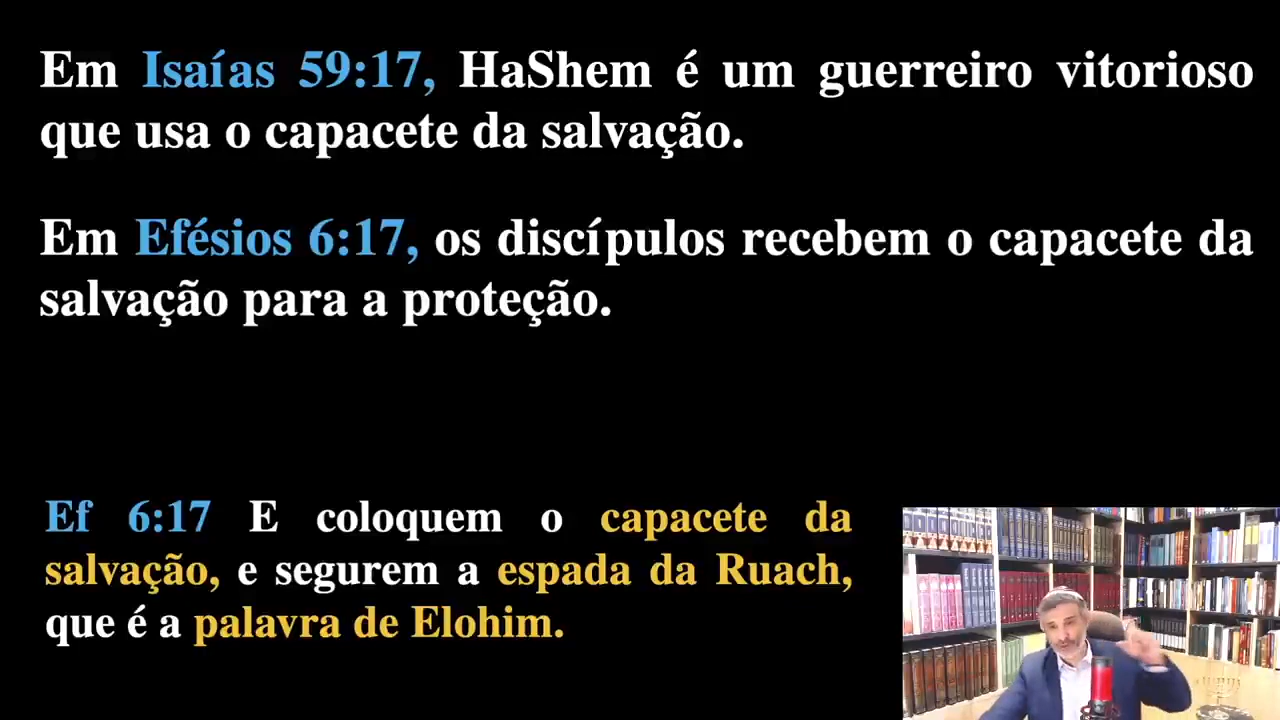 Em Isaías 59:17, HaShem é um guerreiro vitorioso
que usa o capacete da salvação.
Em Efésios 6:17, os discípulos recebem o capacete da
salvação para a proteção.
Ef 6:17 E coloquem o capacete da
salvação, e segurem a espada da Ruach,
que é a palavra de Elohim.